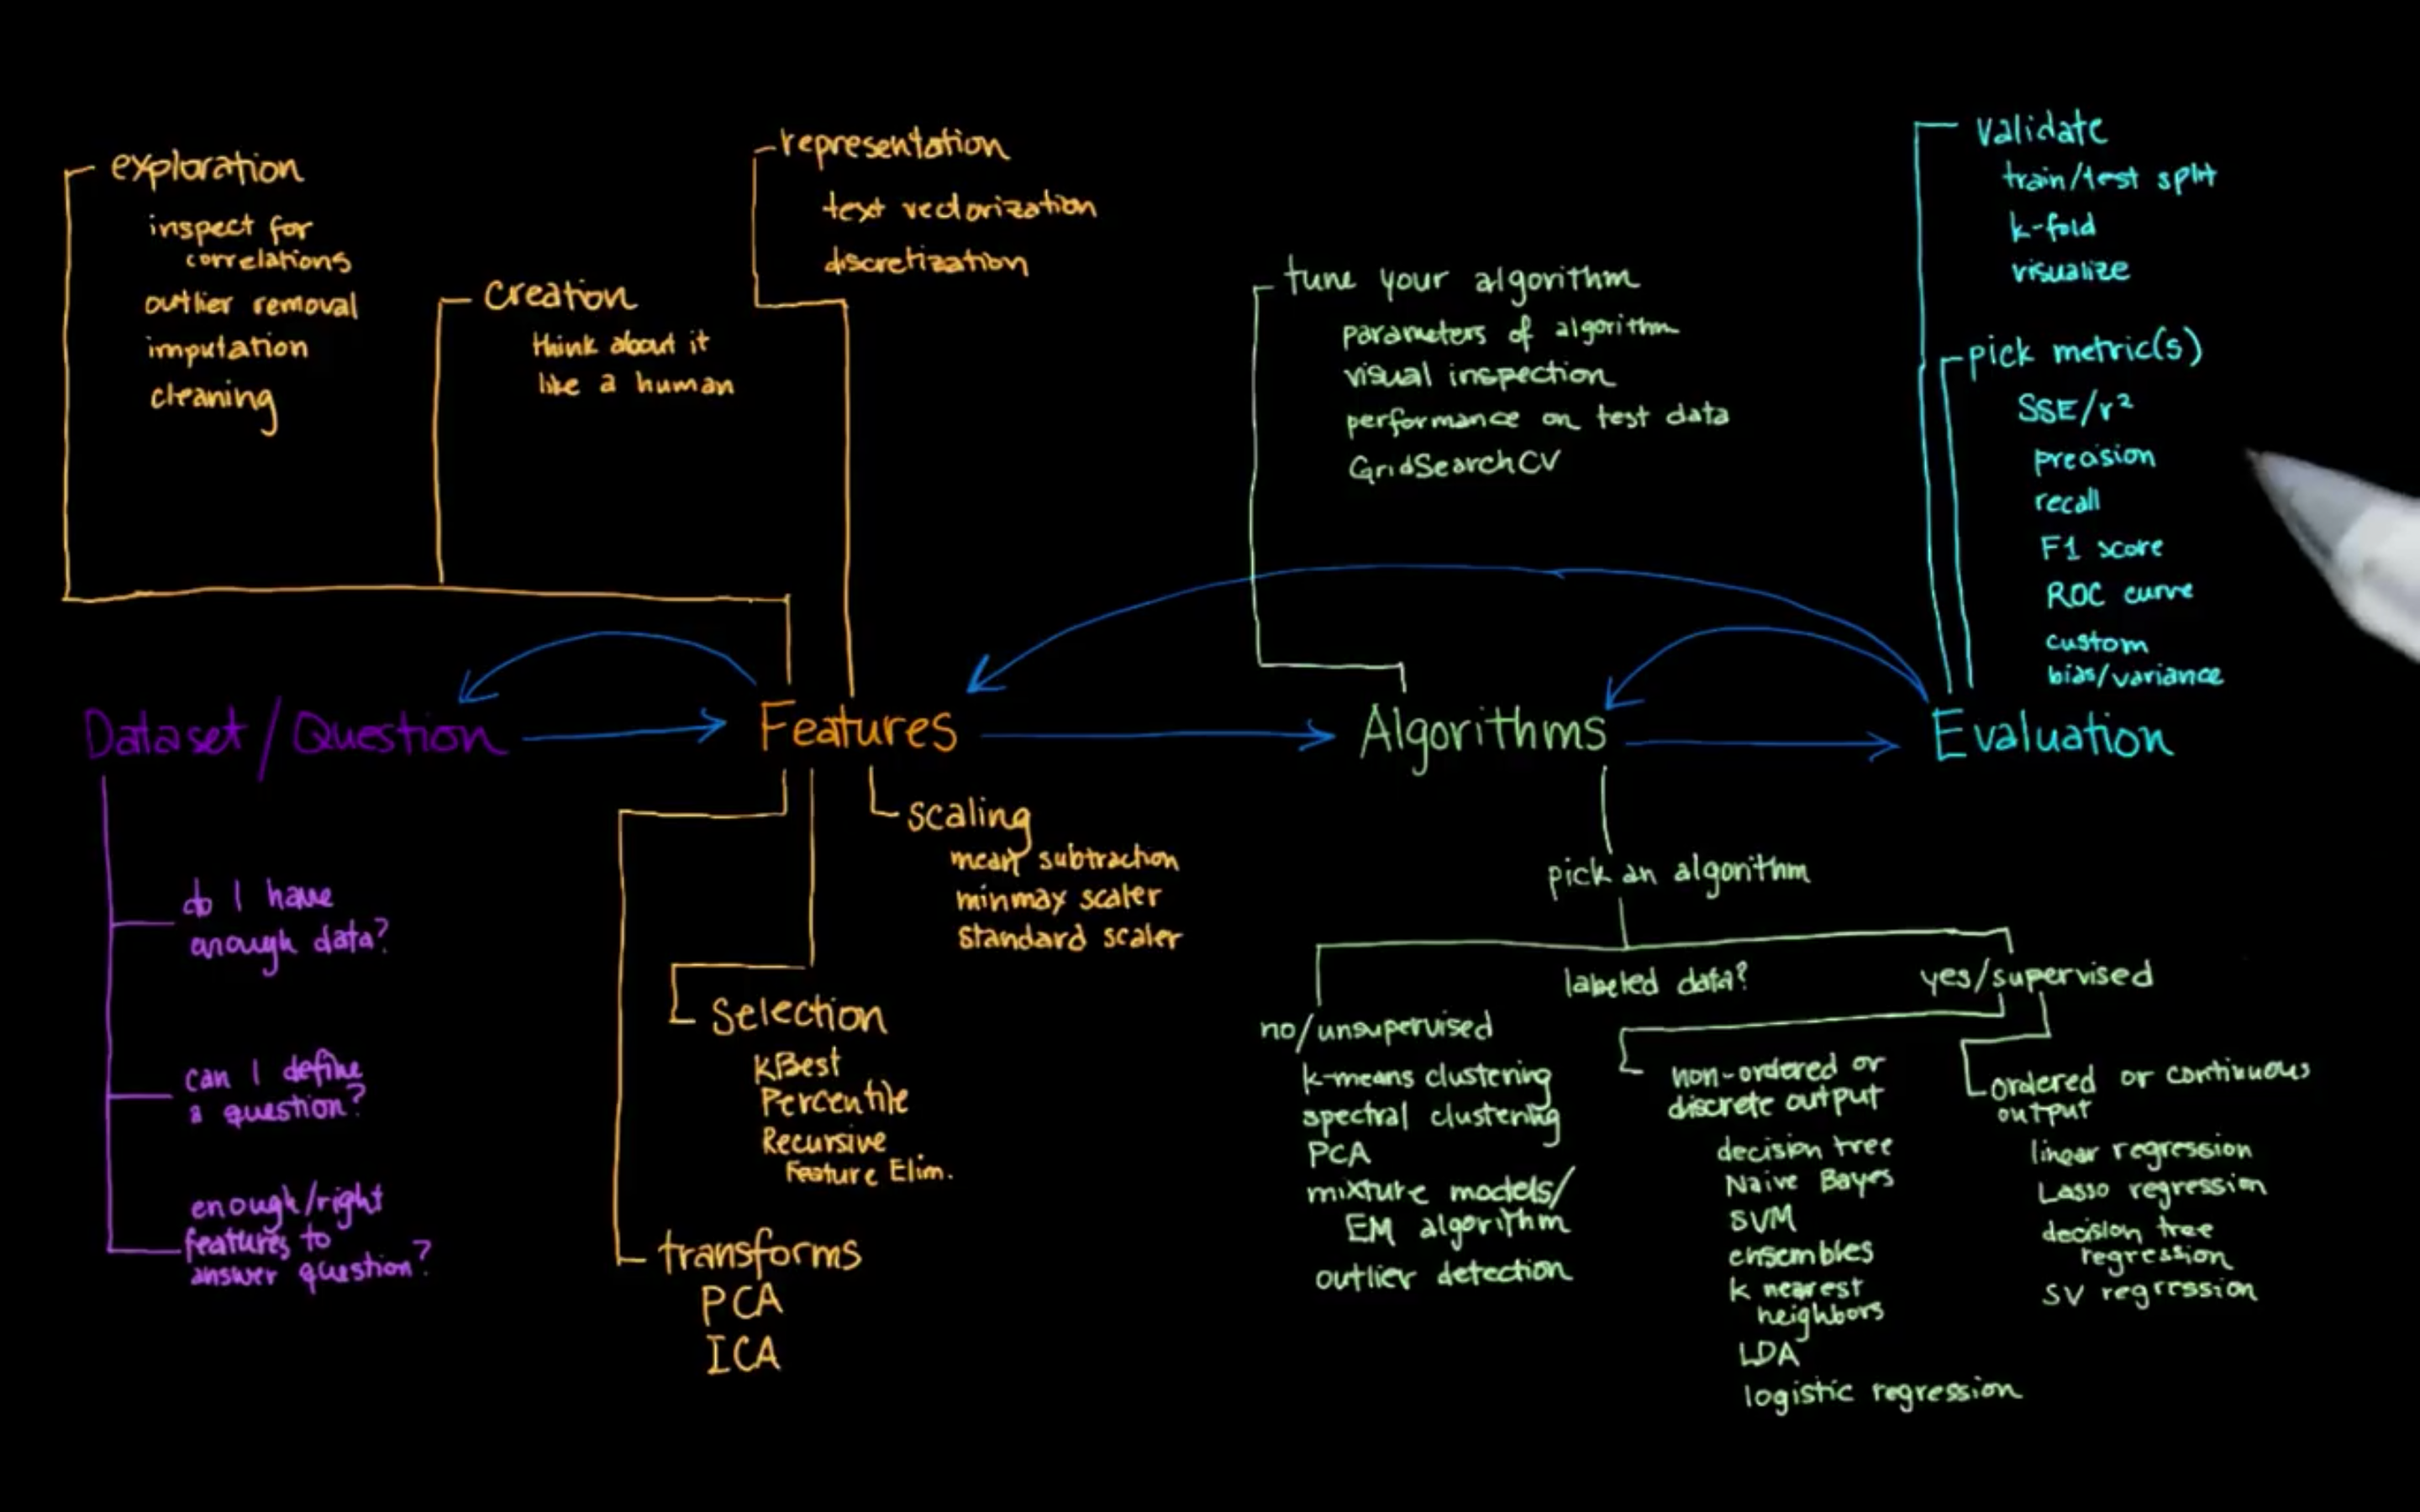 exploration
inspect for
correlations
outlier removal
imputation
cleaning
creation
think about it
like a human
representation
text vectorization
discretization
tune your algorithm
parameters of algorithm
visual inspection
performance on test data
GridSearchCV
validate
train/test split
k-fold
visualize
pick metric(s)
SSE/r²
precision
recall
F1 score
ROC curve
custom
bias/variance
Dataset/Question
Features
Algorithms
Evaluation
do I have
enough data?
can I define
a question?
enough/right
features to
answer question?
scaling
mean subtraction
minmax scaler
standard scaler
Selection
KBest
Percentile
Recursive
Feature Elim.
transforms
PCA
ICA
pick an algorithm
labeled data?
no/unsupervised
k-means clustering
spectral clustering
PCA
mixture models/
EM algorithm
outlier detection
yes/supervised
non-ordered or
discrete output
decision tree
Naive Bayes
SVM
ensembles
k nearest
neighbors
LDA
logistic regression
ordered or continuous
output
linear regression
Lasso regression
decision tree
regression
SV regression